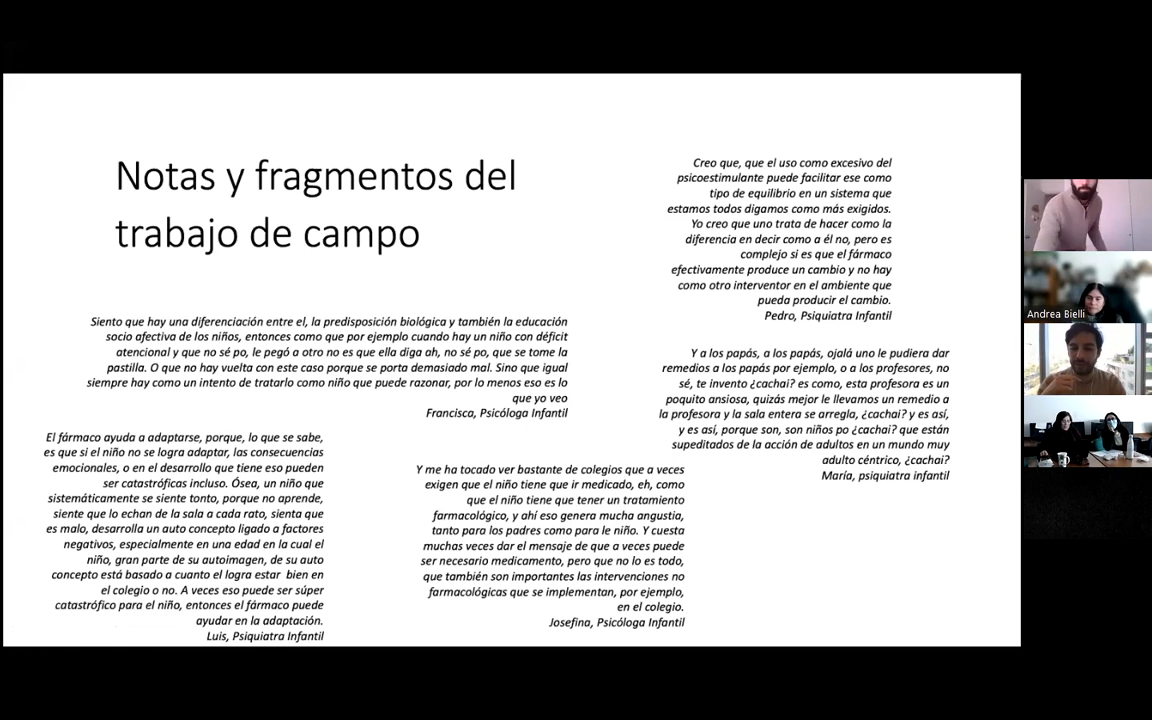 Notas y fragmentos del
trabajo de campo
Siento que hay una diferenciación entre el, la predisposición biológica y también la educación
socio afectiva de los niños, entonces como que por ejemplo cuando hay un niño con déficit
atencional y que no sé po, le pegó a otro no es que ella diga ah, no sé po, que se tome la
pastilla. O que no hay vuelta con este caso porque se porta demasiado mal. Sino que igual
siempre hay como un intento de tratarlo como niño que puede razonar, por lo menos eso es lo
que yo veo
Francisca, Psicóloga Infantil
El fármaco ayuda a adaptarse, porque, lo que se sabe,
es que si el niño no se logra adaptar, las consecuencias
emocionales, o en el desarrollo que tiene eso pueden
ser catastróficas incluso. Ósea, un niño que
sistemáticamente se siente tonto, porque no aprende,
siente que lo echan de la sala a cada rato, sienta que
es malo, desarrolla un auto concepto ligado a factores
negativos, especialmente en una edad en la cual el
niño, gran parte de su autoimagen, de su auto
concepto está basado a cuanto el logra estar bien en
el colegio o no. A veces eso puede ser súper
catastrófico para el niño, entonces el fármaco puede
ayudar en la adaptación.
Luis, Psiquiatra Infantil
Y me ha tocado ver bastante de colegios que a veces
exigen que el niño tiene que ir medicado, eh, como
que el niño tiene que tener un tratamiento
farmacológico, y ahí eso genera mucha angustia,
tanto para los padres como para le niño. Y cuesta
muchas veces dar el mensaje de que a veces puede
ser necesario medicamento, pero que no lo es todo,
que también son importantes las intervenciones no
farmacológicas que se implementan, por ejemplo,
en el colegio.
Josefina, Psicóloga Infantil
Creo que, que el uso como excesivo del
psicoestimulante puede facilitar ese como
tipo de equilibrio en un sistema que
estamos todos digamos como más exigidos.
Yo creo que uno trata de hacer como la
diferencia en decir como a él no, pero es
complejo si es que el fármaco
efectivamente produce un cambio y no hay
como otro interventor en el ambiente que
pueda producir el cambio.
Pedro, Psiquiatra Infantil
Y a los papás, a los papás, ojalá uno le pudiera dar
remedios a los papás por ejemplo, o a los profesores, no
sé, te invento ¿cachai? es como, esta profesora es un
poquito ansiosa, quizás mejor le llevamos un remedio a
la profesora y la sala entera se arregla, ¿cachai? y es así,
y es así, porque son, son niños po ¿cachai? que están
supeditados de la acción de adultos en un mundo muy
adulto céntrico, ¿cachai?
María, psiquiatra infantil
Andrea Bielli